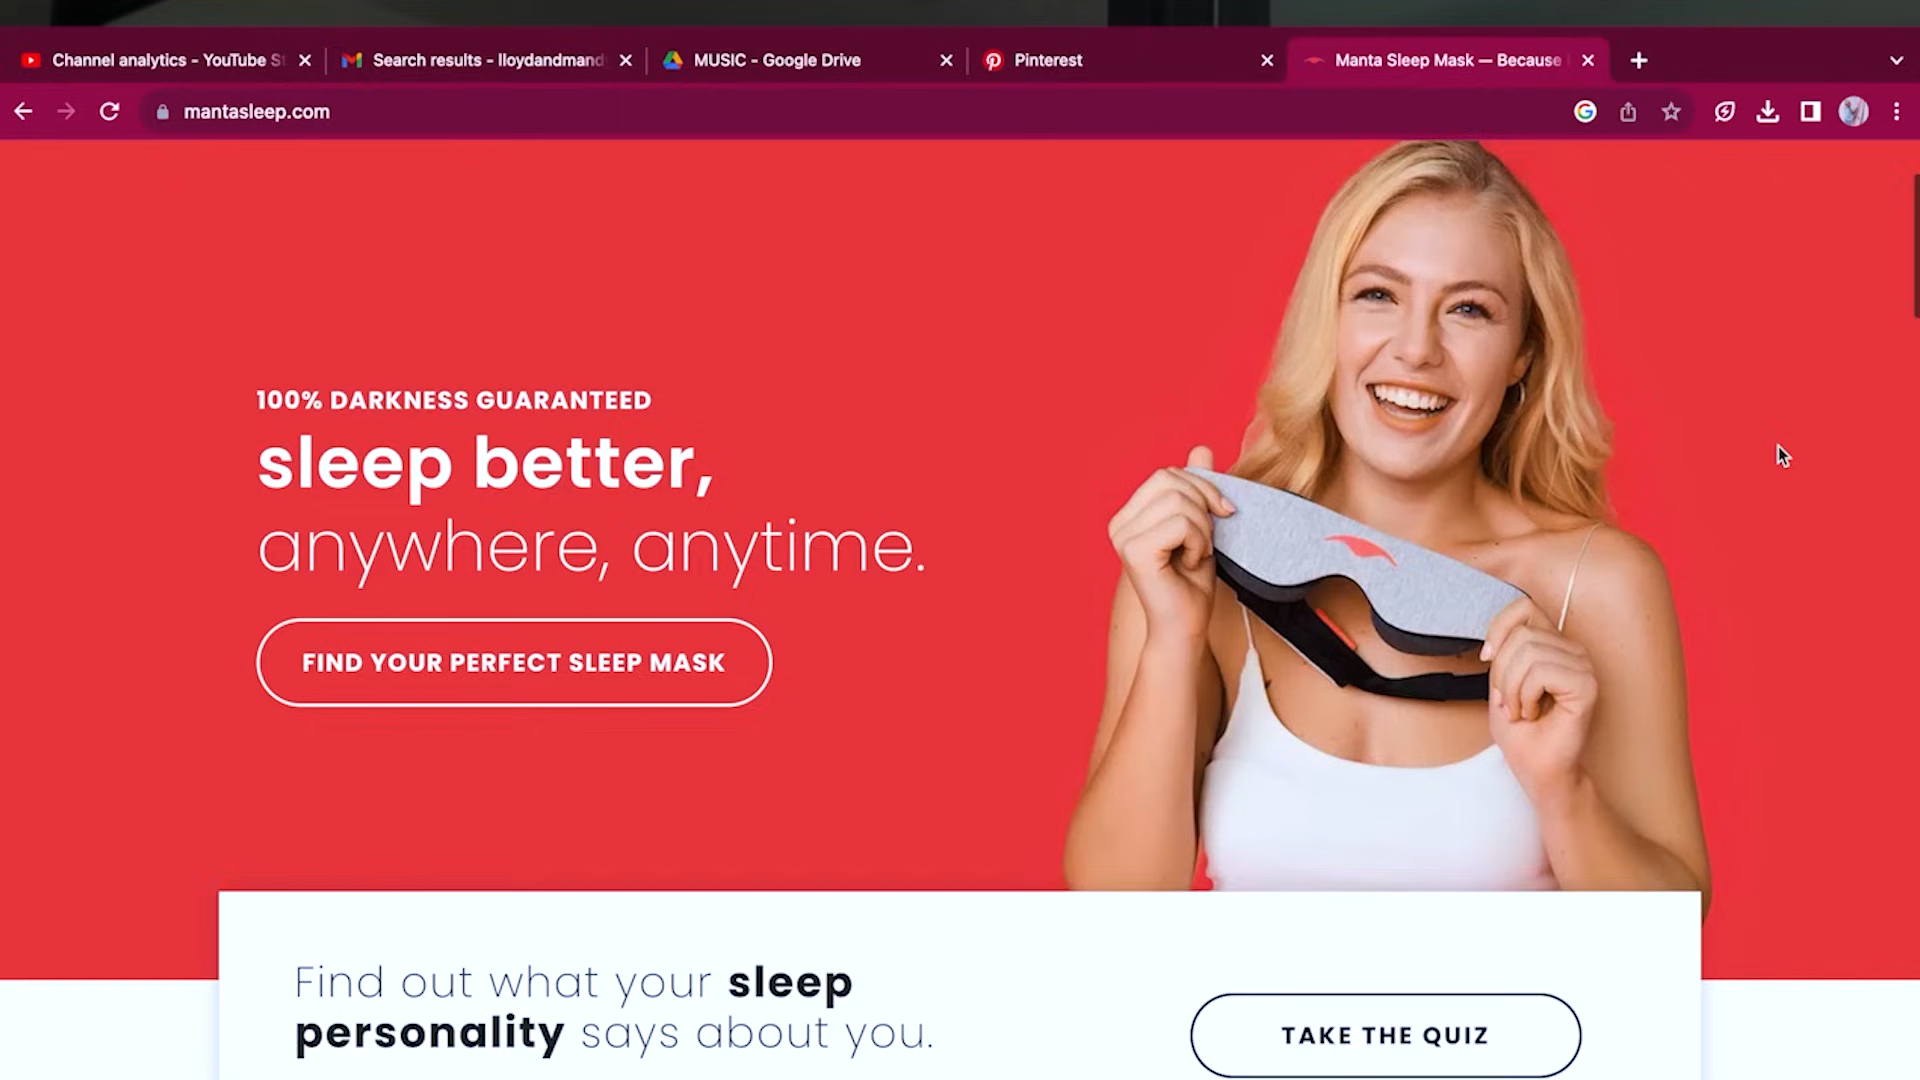 Channel analytics - YouTube St
Search results - lloydandmand
MUSIC - Google Drive
Pinterest
Manta Sleep Mask — Because
mantasleep.com
100% DARKNESS GUARANTEED
sleep better,
anywhere, anytime.
FIND YOUR PERFECT SLEEP MASK
Find out what your sleep
personality says about you.
TAKE THE QUIZ